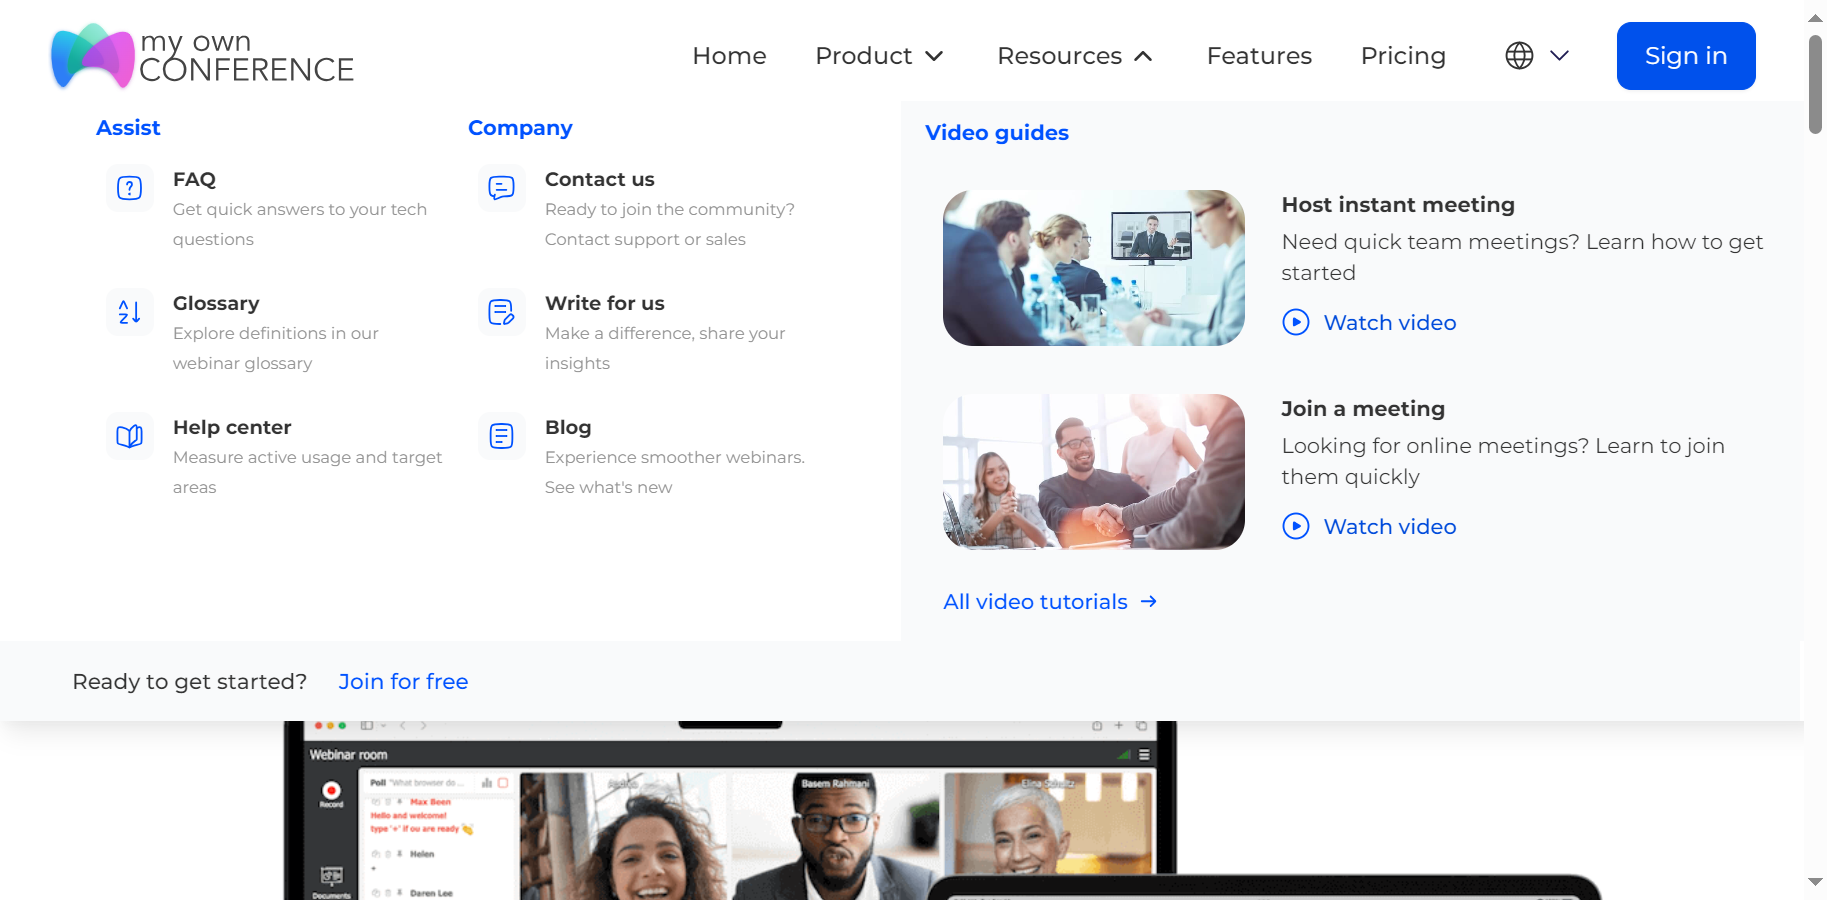 my own
CONFERENCE
Home
Product
Resources
Features
Pricing
Sign in
Assist
FAQ
Get quick answers to your tech
questions
Glossary
Explore definitions in our
webinar glossary
Help center
Measure active usage and target
areas
Company
Contact us
Ready to join the community?
Contact support or sales
Write for us
Make a difference, share your
insights
Blog
Experience smoother webinars.
See what's new
Video guides
Host instant meeting
Need quick team meetings? Learn how to get
started
Watch video
Join a meeting
Looking for online meetings? Learn to join
them quickly
Watch video
All video tutorials
Ready to get started?
Join for free
Webinar room
Record
Documents
Poll "What browser do ...
Max Been
Hello and welcome!
type '+' if ou are ready
Helen
+
Daren Lee
Basem Rahmani